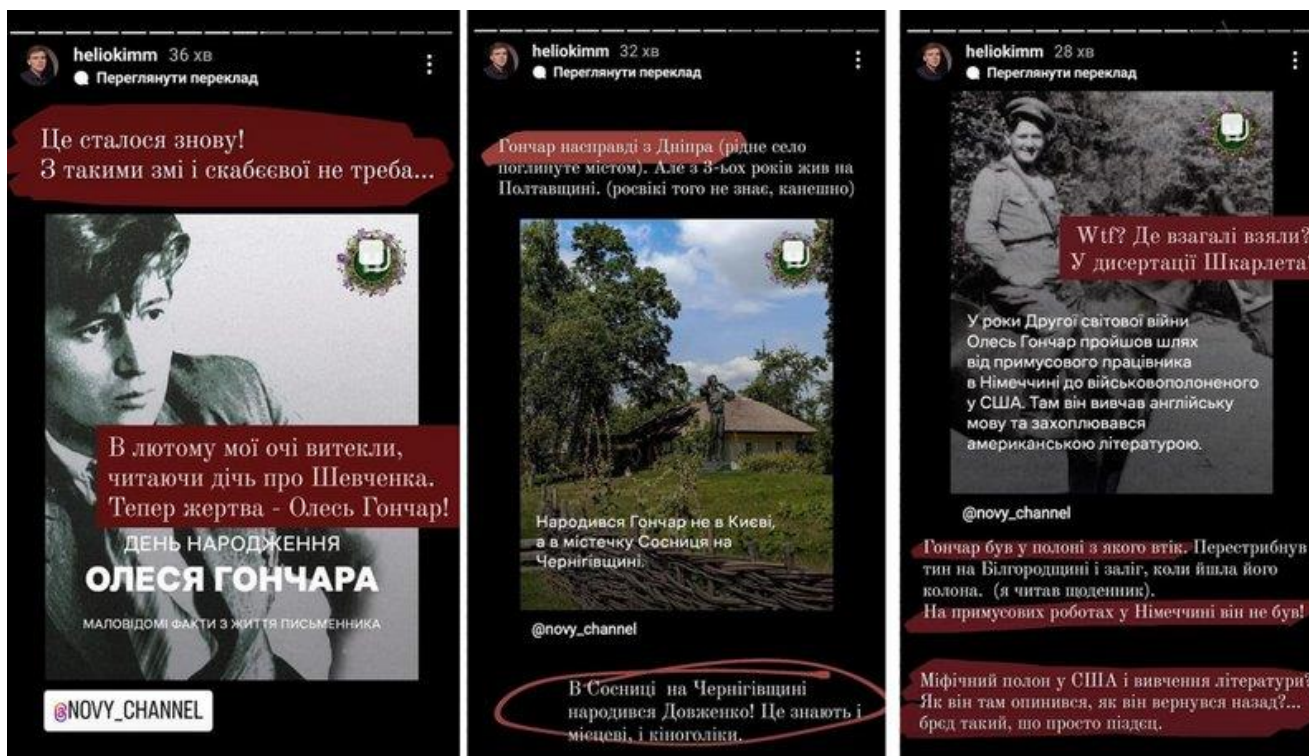 heliokimm 36 хв
Переглянути переклад
Це сталося знову!
З такими змі і скабєєвої не треба...
В лютому мої очі витекли,
читаючи дічь про Шевченка.
Тепер жертва - Олесь Гончар!
ДЕНЬ НАРОДЖЕННЯ
ОЛЕСЯ ГОНЧАРА
МАЛОВІДОМІ ФАКТИ З ЖИТТЯ ПИСЬМЕННИКА
@NOVY_CHANNEL
heliokimm 32 хв
Переглянути переклад
Гончар насправді з Дніпра (рідне село
поглинуте містом). Але з 3-ьох років жив на
Полтавщині. (росвікі того не знає, канешно)
Народився Гончар не в Києві,
а в містечку Сосниця на
Чернігівщині.
@novy_channel
В Сосниці на Чернігівщині
народився Довженко! Це знають і
місцеві, і кіноголіки.
heliokimm 28 хв
Переглянути переклад
Wtf? Де взагалі взяли?
У дисертації Шкарлета?
У роки Другої світової війни
Олесь Гончар пройшов шлях
від примусового працівника
в Німеччині до військовополоненого
у США. Там він вивчав англійську
мову та захоплювався
американською літературою.
@novy_channel
Гончар був у полоні з якого втік. Перестрибнув
тин на Білгородщині і заліг, коли йшла його
колона. (я читав щоденник).
На примусових роботах у Німеччині він не був!
Міфічний полон у США і вивчення літератури?
Як він там опинився, як він вернувся назад?...
брєд такий, шо просто піздєц.